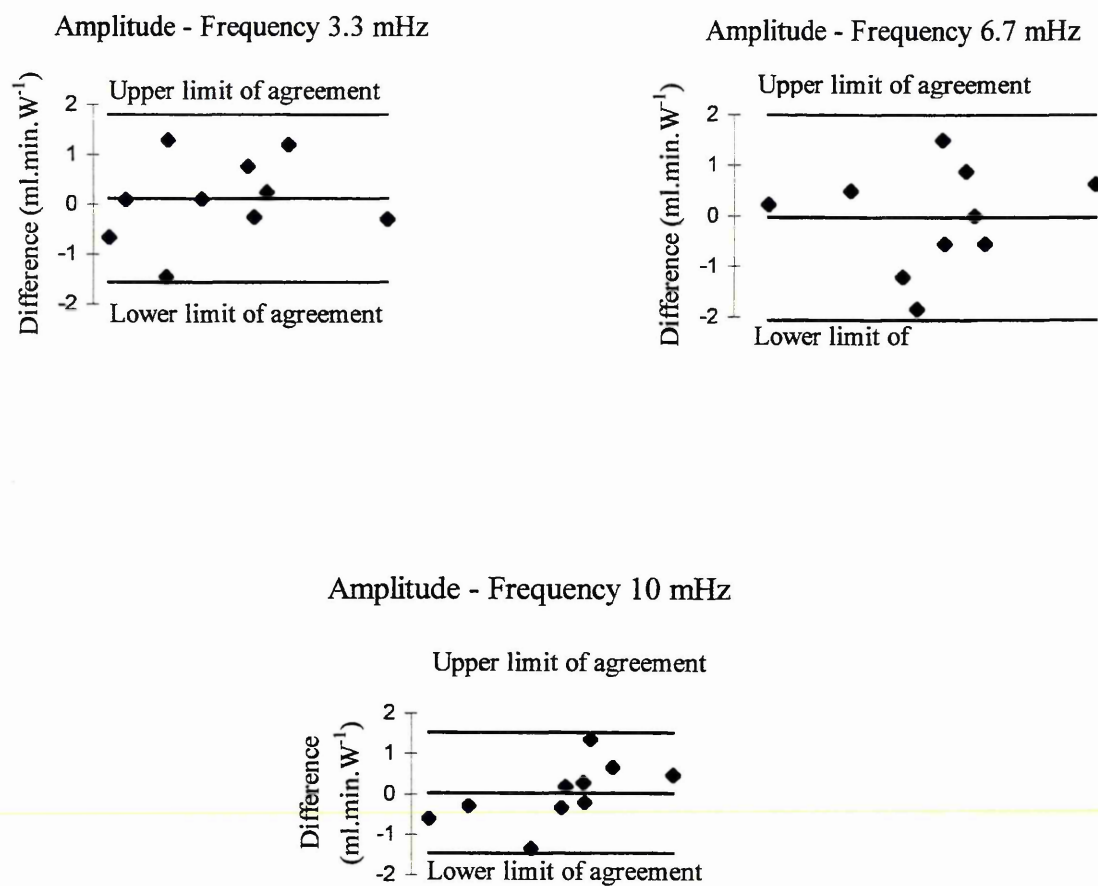 Amplitude - Frequency 3.3 mHz
Upper limit of agreement
Difference (ml.min.W⁻¹)
2
1
0
-1
-2
Lower limit of agreement
Amplitude - Frequency 6.7 mHz
Upper limit of agreement
Difference (ml.min.W⁻¹)
2
1
0
-1
-2
Lower limit of
Amplitude - Frequency 10 mHz
Upper limit of agreement
Difference
(ml.min.W⁻¹)
2
1
0
-1
-2
Lower limit of agreement